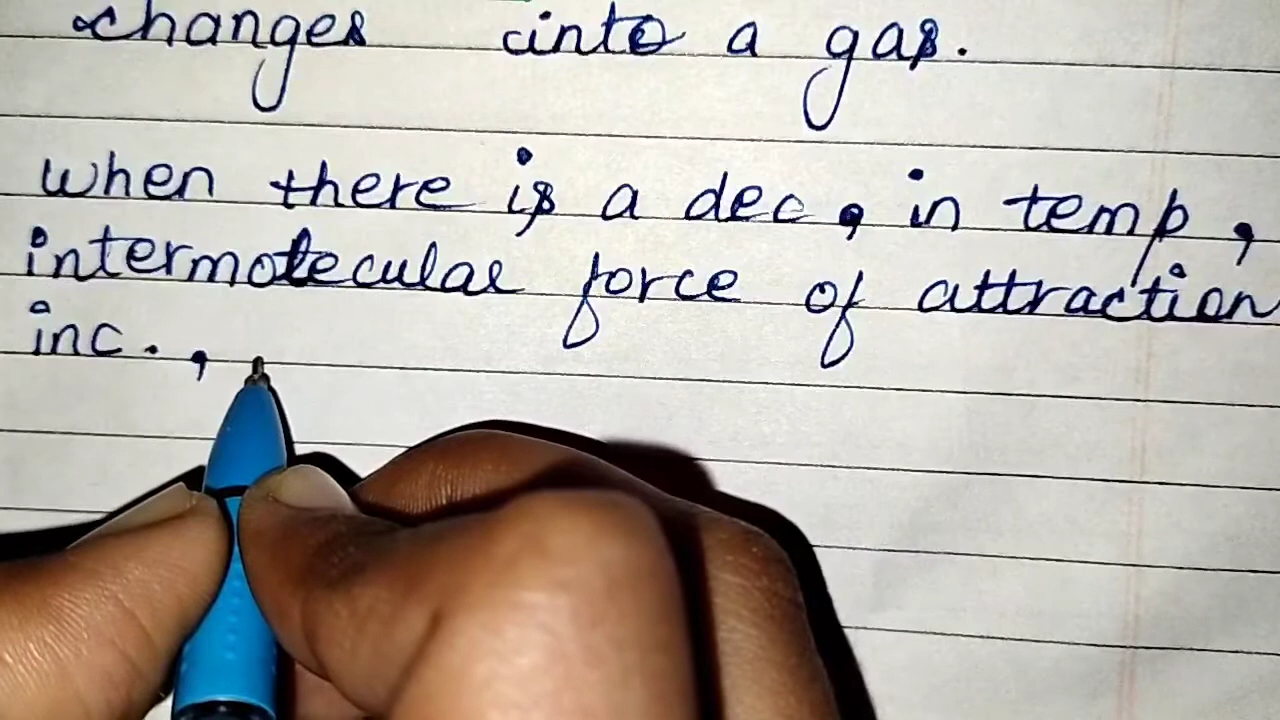 changes into a gas.
when there is a dec, in temp,
intermolecular force of attraction
inc. ,